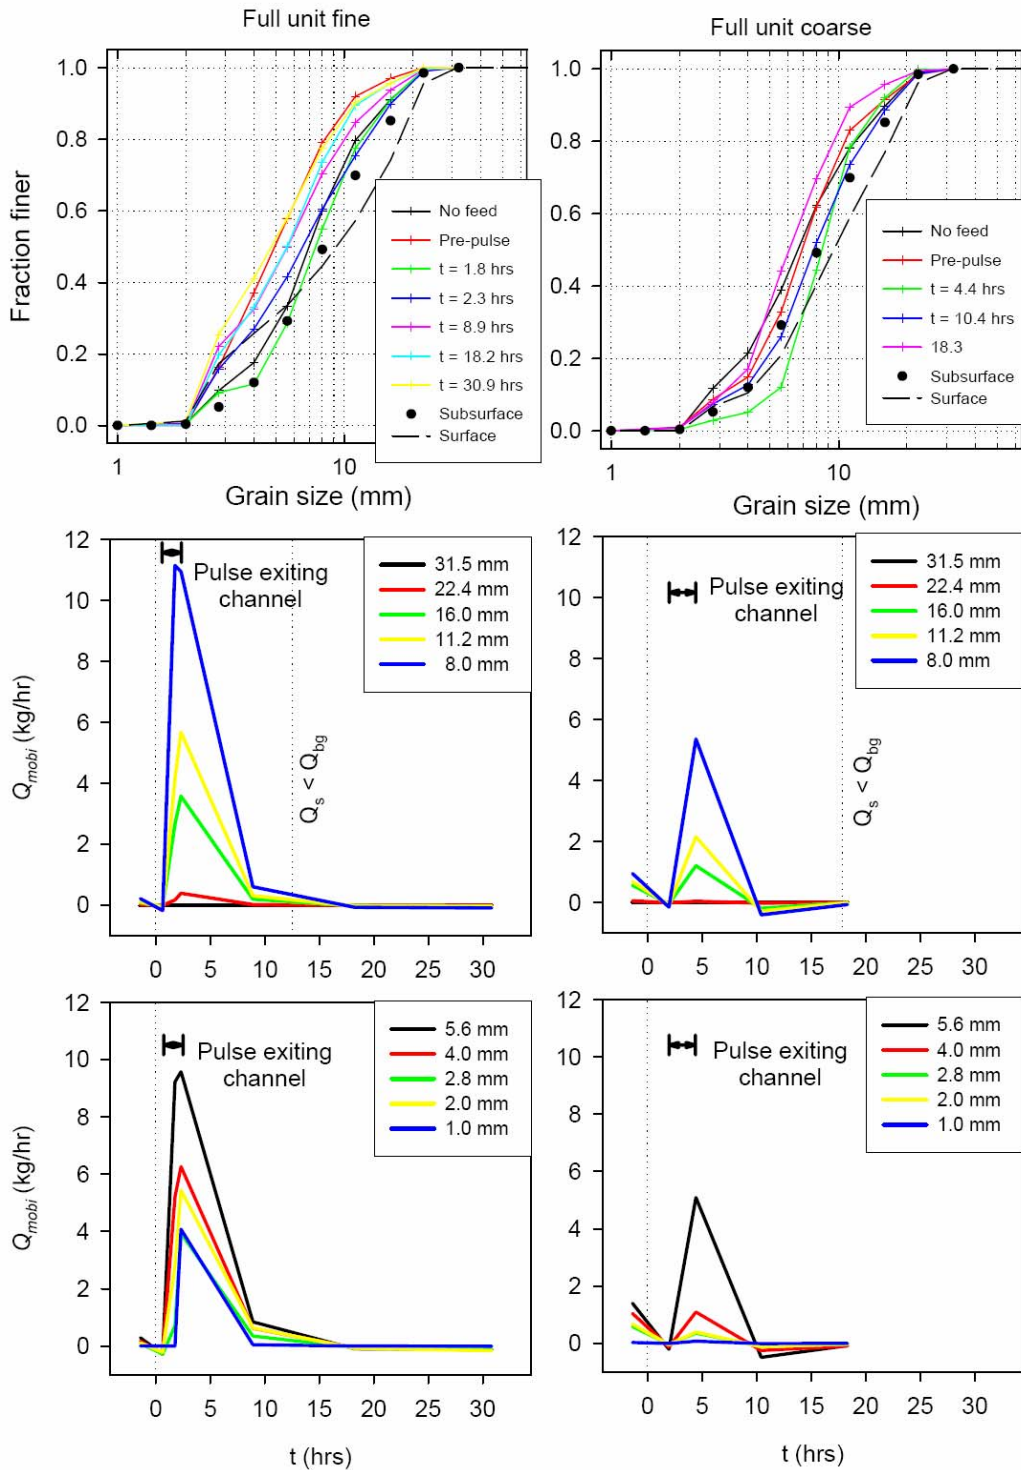 Full unit fine
Full unit coarse
1.0
0.8
0.6
0.4
0.2
0.0
Fraction finer
No feed
Pre-pulse
t = 1.8 hrs
t = 2.3 hrs
t = 8.9 hrs
t = 18.2 hrs
t = 30.9 hrs
Subsurface
Surface
1
10
Grain size (mm)
1.0
0.8
0.6
0.4
0.2
0.0
No feed
Pre-pulse
t = 4.4 hrs
t = 10.4 hrs
18.3
Subsurface
Surface
1
10
Grain size (mm)
12
10
8
6
4
2
0
Q_mobi (kg/hr)
Pulse exiting
channel
31.5 mm
22.4 mm
16.0 mm
11.2 mm
8.0 mm
Q_s < Q_bg
0 5 10 15 20 25 30
12
10
8
6
4
2
0
Pulse exiting
channel
31.5 mm
22.4 mm
16.0 mm
11.2 mm
8.0 mm
Q_s < Q_bg
0 5 10 15 20 25 30
12
10
8
6
4
2
0
Q_mobi (kg/hr)
Pulse exiting
channel
5.6 mm
4.0 mm
2.8 mm
2.0 mm
1.0 mm
0 5 10 15 20 25 30
t (hrs)
12
10
8
6
4
2
0
Pulse exiting
channel
5.6 mm
4.0 mm
2.8 mm
2.0 mm
1.0 mm
0 5 10 15 20 25 30
t (hrs)